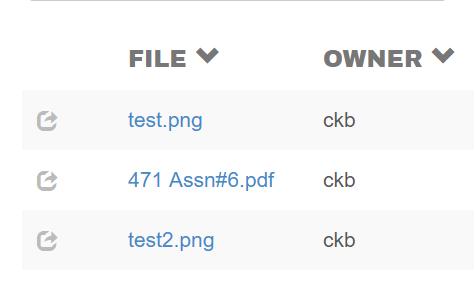 FILE OWNER
test.png ckb
471 Assn#6.pdf ckb
test2.png ckb